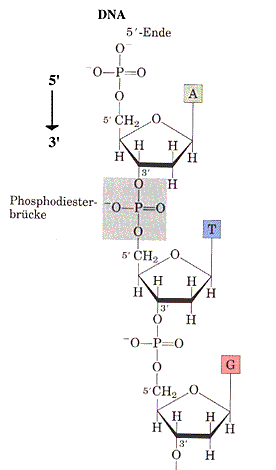 DNA
5'-Ende
O⁻
⁻O–P=O
O
5'
5' CH₂
O
A
H H H H
3'
3' H
O
Phosphodiester-
brücke
⁻O–P=O
O
T
5' CH₂
O
H H H H
3' H
O
⁻O–P=O
O
G
5' CH₂
O
H H H H
3' H
O